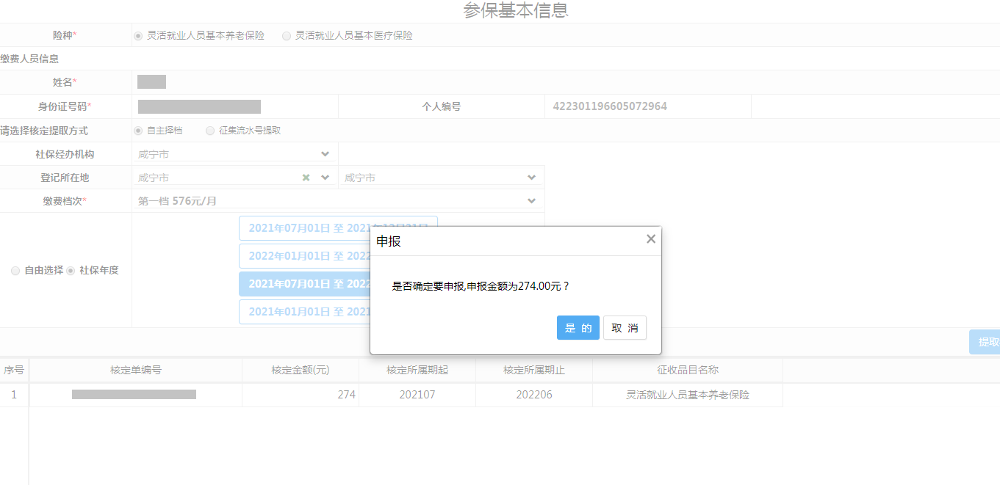 参保基本信息
险种* 灵活就业人员基本养老保险 灵活就业人员基本医疗保险
缴费人员信息
姓名*
身份证号码* 个人编号 422301196605072964
请选择核定提取方式 自主择档 征集流水号提取
社保经办机构 咸宁市
登记所在地 咸宁市 咸宁市
缴费档次* 第一档 576元/月
2021年07月01日 至 2021年12月31日
2022年01月01日 至 2022
自由选择 社保年度
2021年07月01日 至 2022
2021年01月01日 至 2021
申报
是否确定要申报,申报金额为274.00元？
是的 取消
提取
序号 核定单编号 核定金额(元) 核定所属期起 核定所属期止 征收品目名称
1 274 202107 202206 灵活就业人员基本养老保险